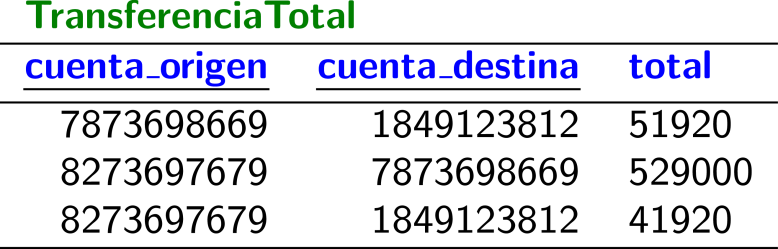 TransferenciaTotal
cuenta_origen cuenta_destina total
7873698669 1849123812 51920
8273697679 7873698669 529000
8273697679 1849123812 41920